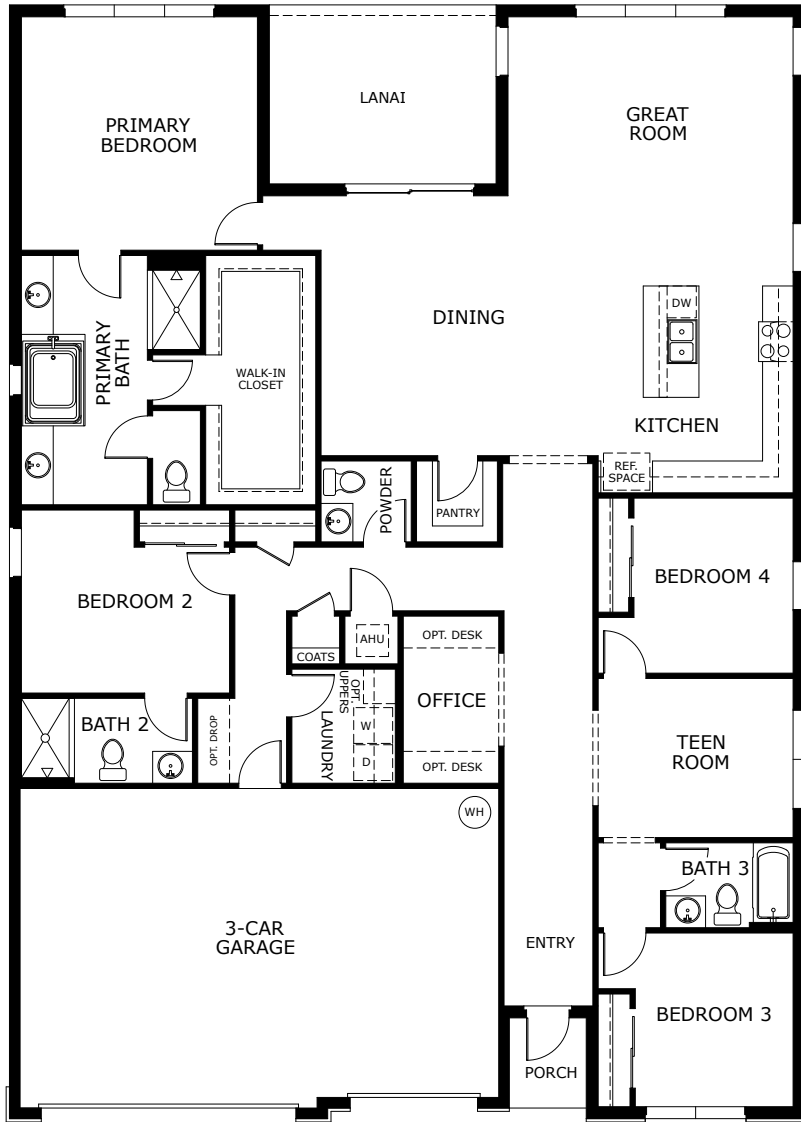 LANAI
PRIMARY
BEDROOM
GREAT
ROOM
DINING
DW
PRIMARY
BATH
WALK-IN
CLOSET
KITCHEN
REF.
SPACE
POWDER
PANTRY
BEDROOM 4
BEDROOM 2
OPT. DESK
AHU
COATS
OPT.
UPPERS
OFFICE
BATH 2
OPT. DROP
LAUNDRY
W
D
OPT. DESK
TEEN
ROOM
WH
BATH 3
3-CAR
GARAGE
ENTRY
BEDROOM 3
PORCH